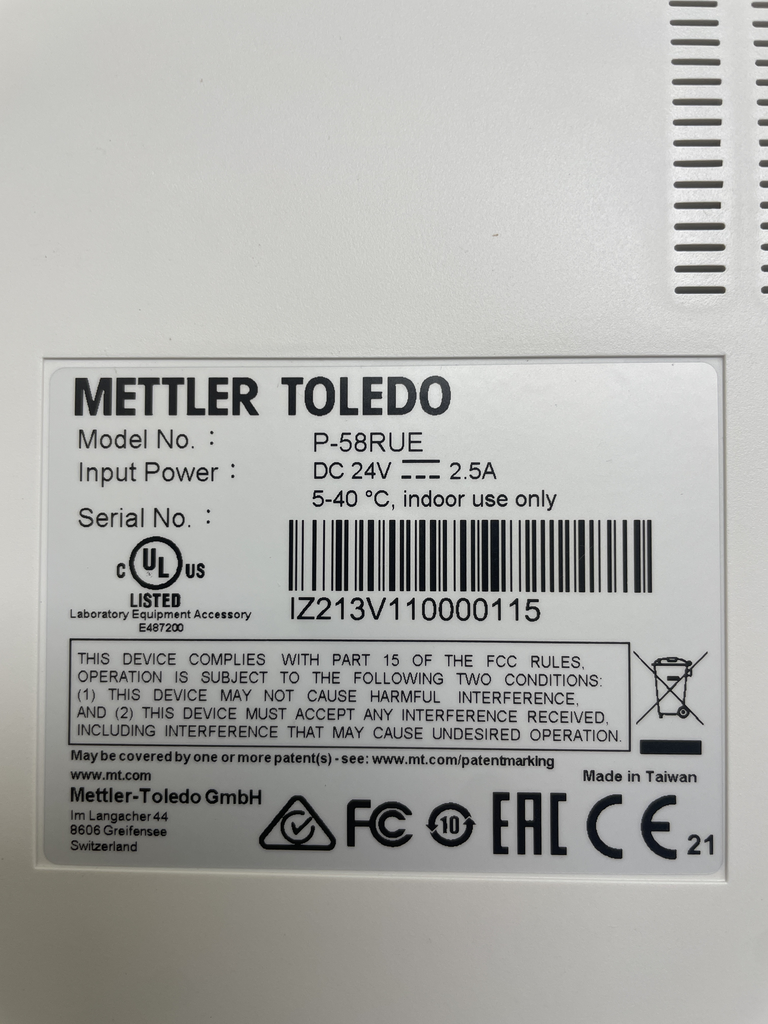 METTLER TOLEDO
Model No. : P-58RUE
Input Power : DC 24V 2.5A
5-40 °C, indoor use only
Serial No. :
IZ213V110000115
C UL US
LISTED
Laboratory Equipment Accessory
E487200
THIS DEVICE COMPLIES WITH PART 15 OF THE FCC RULES,
OPERATION IS SUBJECT TO THE FOLLOWING TWO CONDITIONS:
(1) THIS DEVICE MAY NOT CAUSE HARMFUL INTERFERENCE,
AND (2) THIS DEVICE MUST ACCEPT ANY INTERFERENCE RECEIVED,
INCLUDING INTERFERENCE THAT MAY CAUSE UNDESIRED OPERATION.
May be covered by one or more patent(s) - see: www.mt.com/patentmarking
www.mt.com
Made in Taiwan
Mettler-Toledo GmbH
Im Langacher 44
8606 Greifensee
Switzerland
FC 10 EAC CE 21